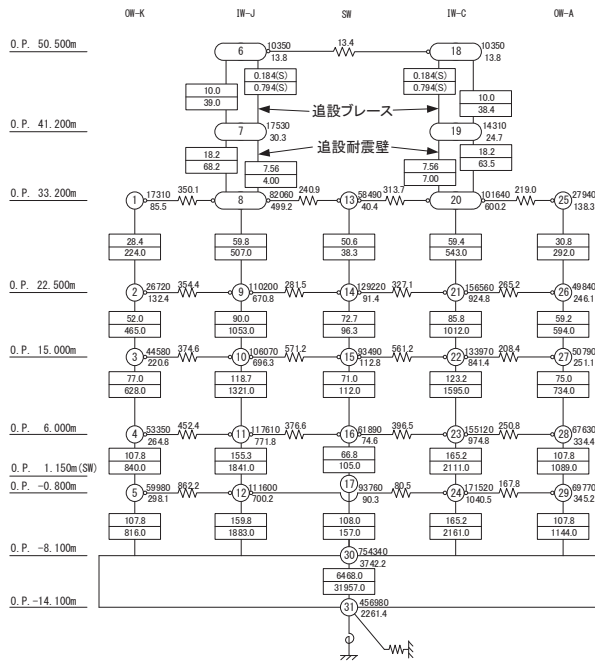 OW-K IW-J SW IW-C OW-A
O.P. 50.500m 6 10350 13.4 18 10350
13.8 13.8
0.184(S) 0.184(S)
0.794(S) 0.794(S)
10.0 10.0
39.0 38.4
追設ブレース
O.P. 41.200m 7 17530 19 14310
30.3 24.7
追設耐震壁
18.2 18.2
68.2 63.5
7.56 7.56
4.00 7.00
O.P. 33.200m 1 17310 350.1 8 82060 240.9 13 58490 313.7 20 101640 219.0 25 27940
85.5 499.2 40.4 600.2 138.3
28.4 59.8 50.6 59.4 30.8
224.0 507.0 38.3 543.0 292.0
O.P. 22.500m 2 26720 354.4 9 110200 281.5 14 129220 327.1 21 156560 265.2 26 49840
132.4 670.8 91.4 924.8 246.1
52.0 90.0 72.7 85.8 59.2
465.0 1053.0 96.3 1012.0 594.0
O.P. 15.000m 3 44580 374.6 10 106070 571.2 15 93490 561.2 22 133970 208.4 27 50790
220.6 696.3 112.8 841.4 251.1
77.0 118.7 71.0 123.2 75.0
628.0 1321.0 112.0 1595.0 734.0
O.P. 6.000m 4 53350 452.4 11 117610 376.6 16 61890 396.5 23 155120 250.8 28 67630
264.8 771.8 74.6 974.8 334.4
107.8 155.3 66.8 165.2 107.8
840.0 1841.0 105.0 2111.0 1089.0
O.P. 1.150m(SW)
O.P. -0.800m 5 59980 862.2 12 111600 17 93760 80.5 24 171520 167.8 29 69770
298.1 700.2 90.3 1040.5 345.2
107.8 159.8 108.0 165.2 107.8
816.0 1883.0 157.0 2161.0 1144.0
O.P. -8.100m 30 754340
3742.2
6468.0
31957.0
O.P. -14.100m 31 456980
2261.4